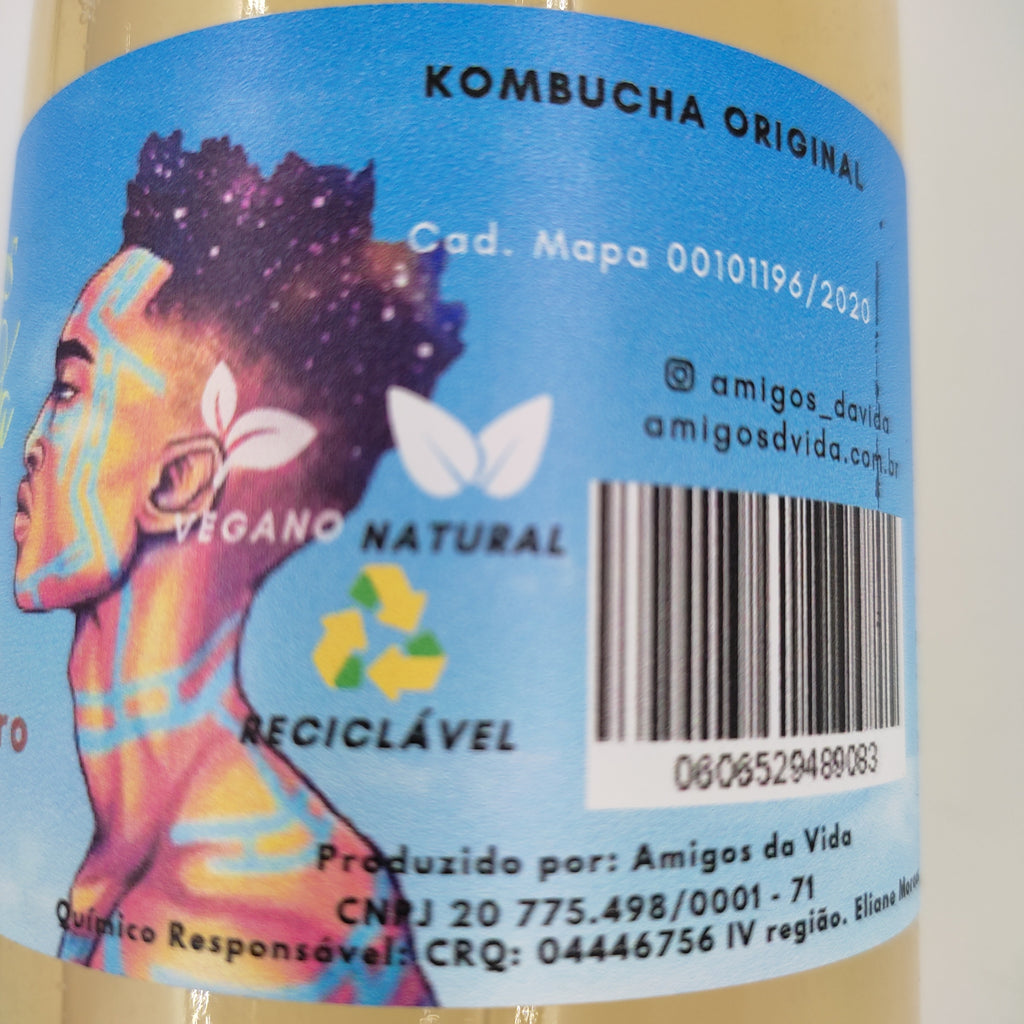 KOMBUCHA ORIGINAL
Cad. Mapa 00101196/2020
amigos_davida
amigosdvida.com.br
VEGANO NATURAL
RECICLÁVEL
0606529489083
Produzido por: Amigos da Vida
CNPJ 20 775.498/0001 - 71
Químico Responsável: CRQ: 04446756 IV região. Eliane